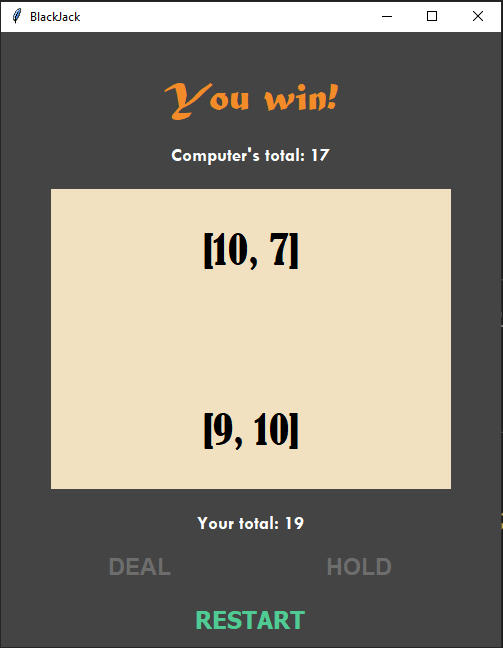 BlackJack
You win!
Computer's total: 17
[10, 7]
[9, 10]
Your total: 19
DEAL HOLD
RESTART